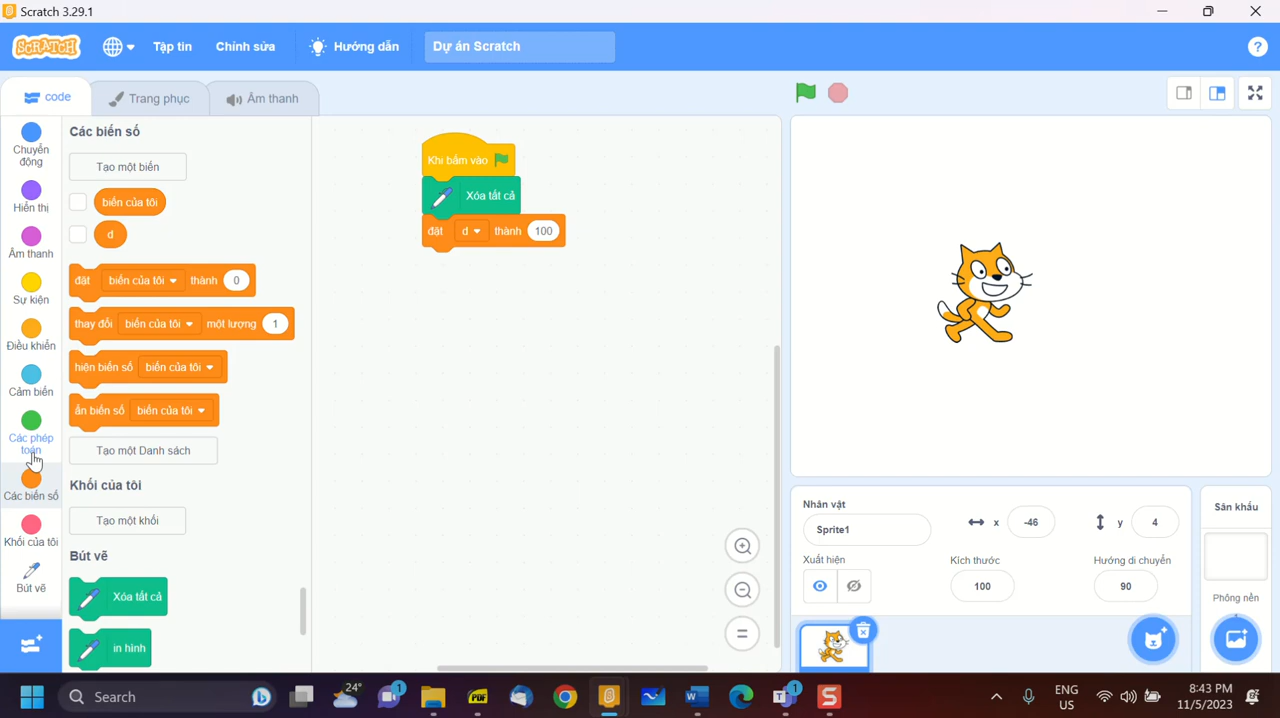 Scratch 3.29.1
SCRATCH
Tập tin
Chính sửa
Hướng dẫn
Dự án Scratch
?
code
Trang phục
Âm thanh
Chuyển động
Hiển thị
Âm thanh
Sự kiện
Điều khiển
Cảm biến
Các phép toán
Các biến số
Khối của tôi
Bút vẽ
Các biến số
Tạo một biến
biến của tôi
d
đặt biến của tôi thành 0
thay đổi biến của tôi một lượng 1
hiện biến số biến của tôi
ẩn biến số biến của tôi
Tạo một Danh sách
Khối của tôi
Tạo một khối
Bút vẽ
Xóa tất cả
in hình
Khi bấm vào
Xóa tất cả
đặt d thành 100
Nhân vật
Sprite1
x -46
y 4
Xuất hiện
Kích thước
100
Hướng di chuyển
90
Sân khấu
Phông nền
Search
24°
1
PDF
W
T 1
S
ENG
US
8:43 PM
11/5/2023